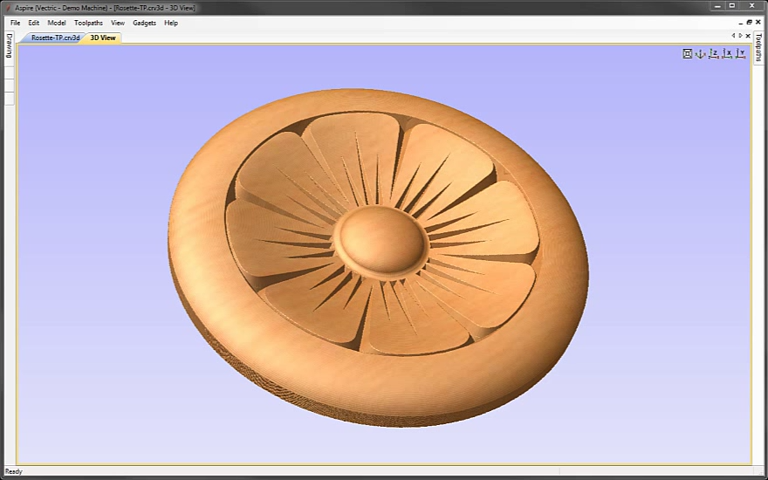 Aspire [Vectric - Demo Machine] - [Rosette-TP.crv3d - 3D View]
File Edit Model Toolpaths View Gadgets Help
Rosette-TP.crv3d 3D View
Drawing
Toolpaths
Ready